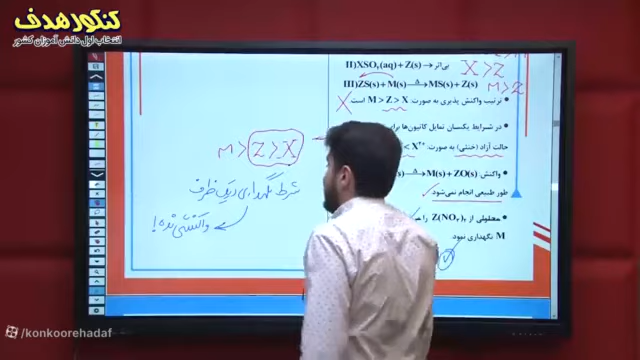 کنکور هدف
انتخاب اول دانش آموزان کشور
II)XSO₄(aq)+Z(s)→بی‌اثر X>Z
III)ZS(s)+M(s) →Δ MS(s)+Z(s) M>Z
• ترتیب واکنش پذیری به صورت: M > Z > X است X
• در شرایط یکسان تمایل کاتیون‌ها برای
حالت آزاد (خنثی) به صورت: < X²⁺
• واکنش (s) →Δ M(s) + ZO(s)
طور طبیعی انجام نمی‌شود
• محلولی از Z(NO₃)₂ را
M نگهداری نمود ✓
M> Z>X
شرط نگهداری در یک ظرف
واکنش نده!
/konkoorehadaf